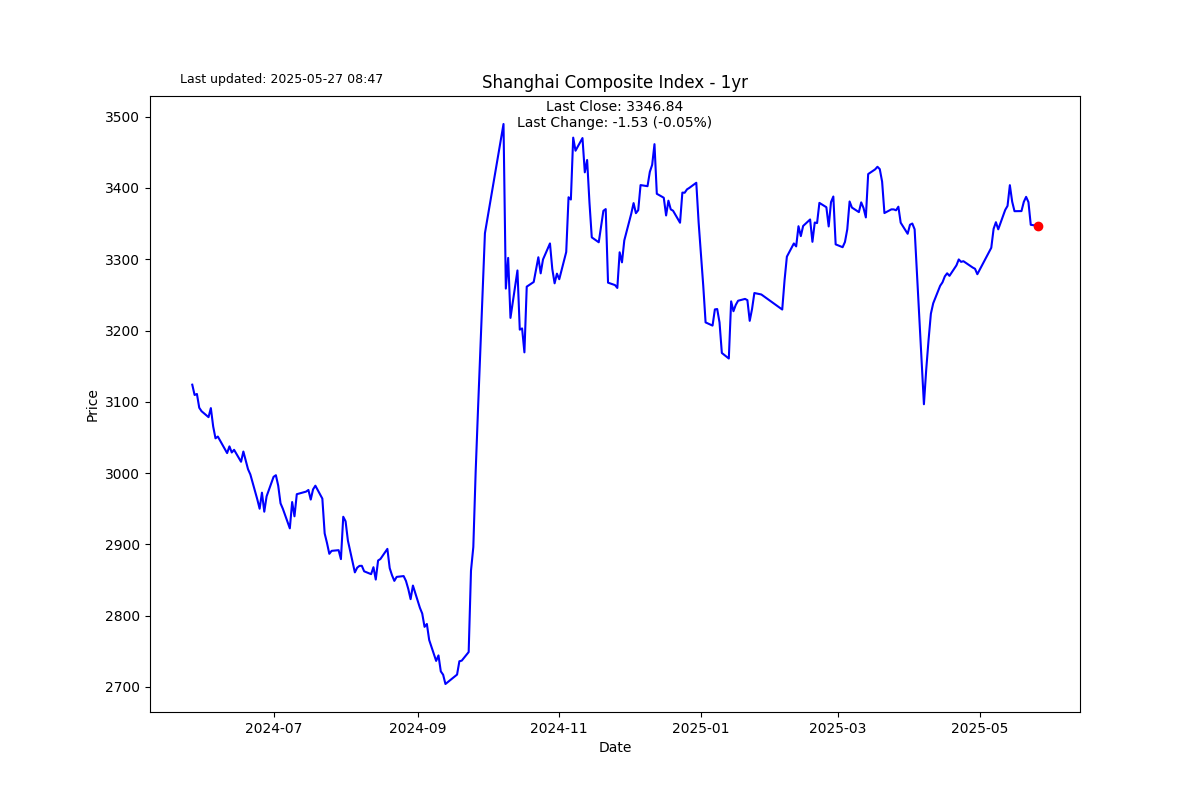 Last updated: 2025-05-27 08:47
Shanghai Composite Index - 1yr
Last Close: 3346.84
Last Change: -1.53 (-0.05%)
3500
3400
3300
3200
3100
3000
2900
2800
2700
Price
2024-07
2024-09
2024-11
2025-01
2025-03
2025-05
Date